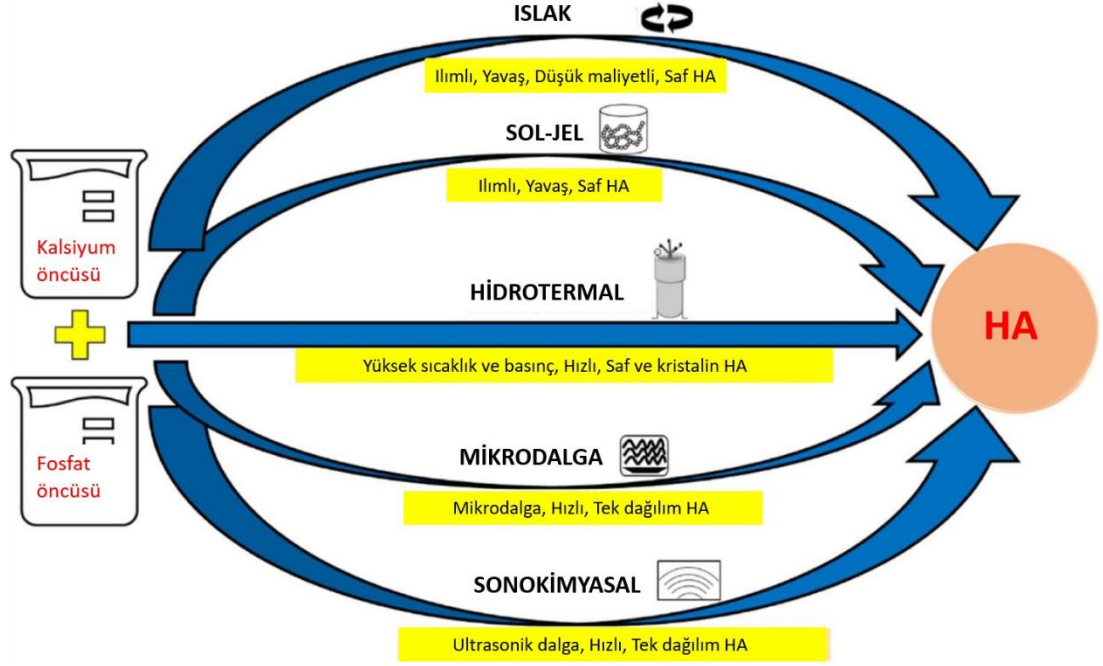 ISLAK
Ilımlı, Yavaş, Düşük maliyetli, Saf HA
SOL-JEL
Ilımlı, Yavaş, Saf HA
Kalsiyum
öncüsü
HİDROTERMAL
HA
Yüksek sıcaklık ve basınç, Hızlı, Saf ve kristalin HA
Fosfat
öncüsü
MİKRODALGA
Mikrodalga, Hızlı, Tek dağılım HA
SONOKİMYASAL
Ultrasonik dalga, Hızlı, Tek dağılım HA